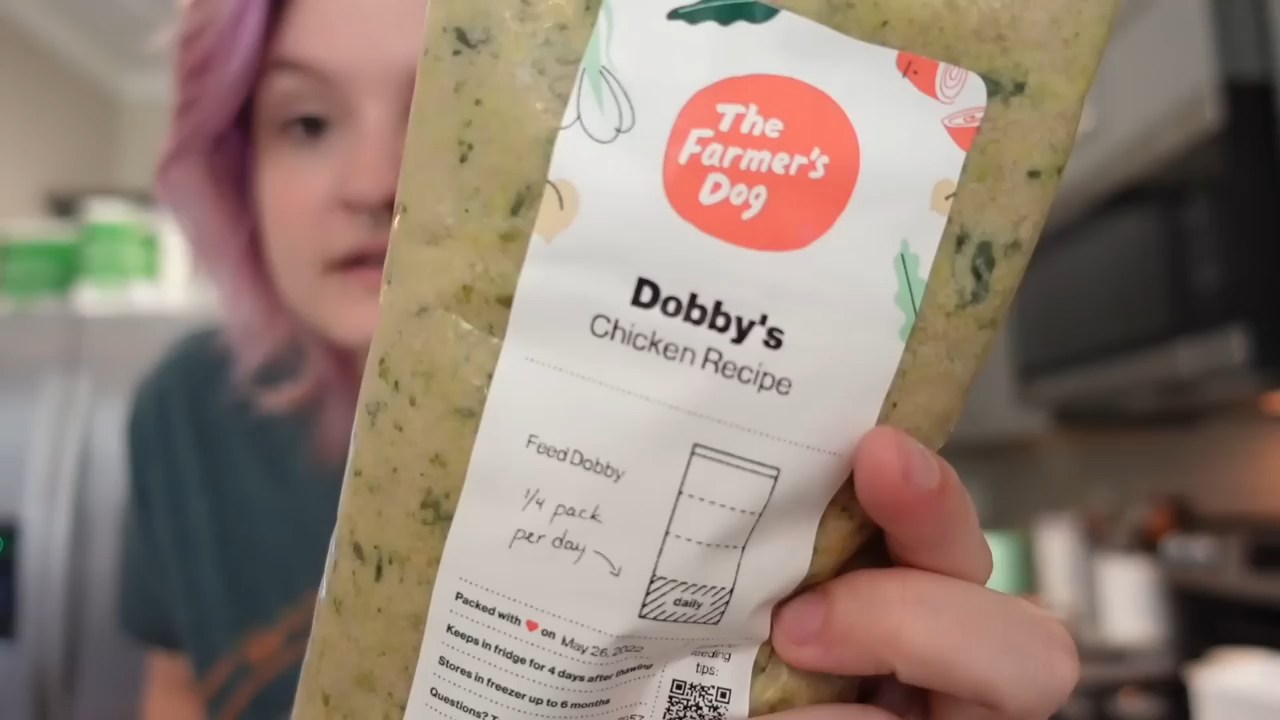 The
Farmer's
Dog
Dobby's
Chicken Recipe
Feed Dobby
1/4 pack
per day
daily
Packed with ❤ on May 26, 2022
Keeps in fridge for 4 days after thawing
Stores in freezer up to 6 months
Questions?
tips: